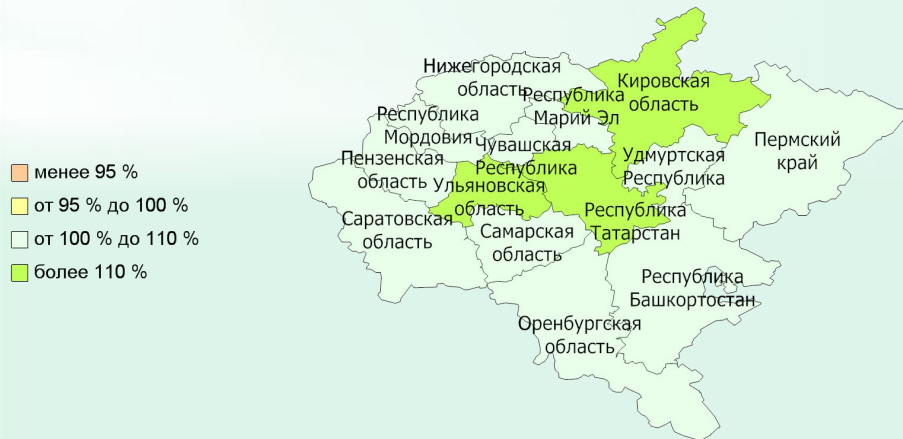 менее 95 %
от 95 % до 100 %
от 100 % до 110 %
более 110 %
Нижегородская
область
Республика
Марий Эл
Кировская
область
Республика
Мордовия
Чувашская
Республика
Удмуртская
Республика
Пермский
край
Пензенская
область
Ульяновская
область
Республика
Татарстан
Саратовская
область
Самарская
область
Республика
Башкортостан
Оренбургская
область